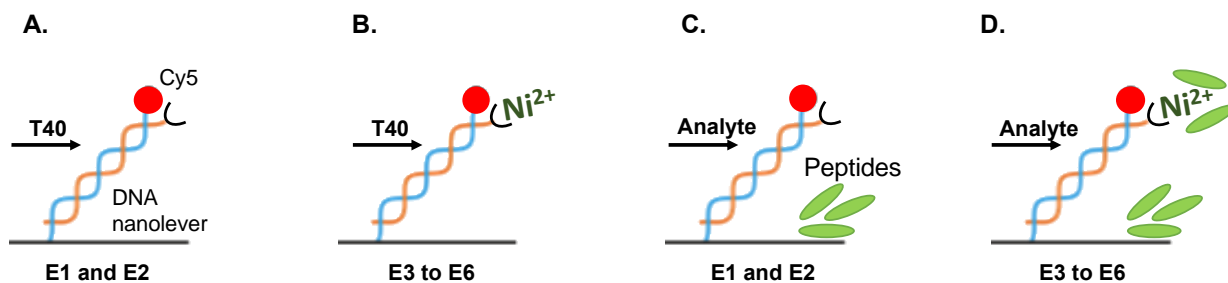 A.
Cy5
T40
DNA
nanolever
E1 and E2
B.
Ni²⁺
T40
E3 to E6
C.
Analyte
Peptides
E1 and E2
D.
Ni²⁺
Analyte
E3 to E6